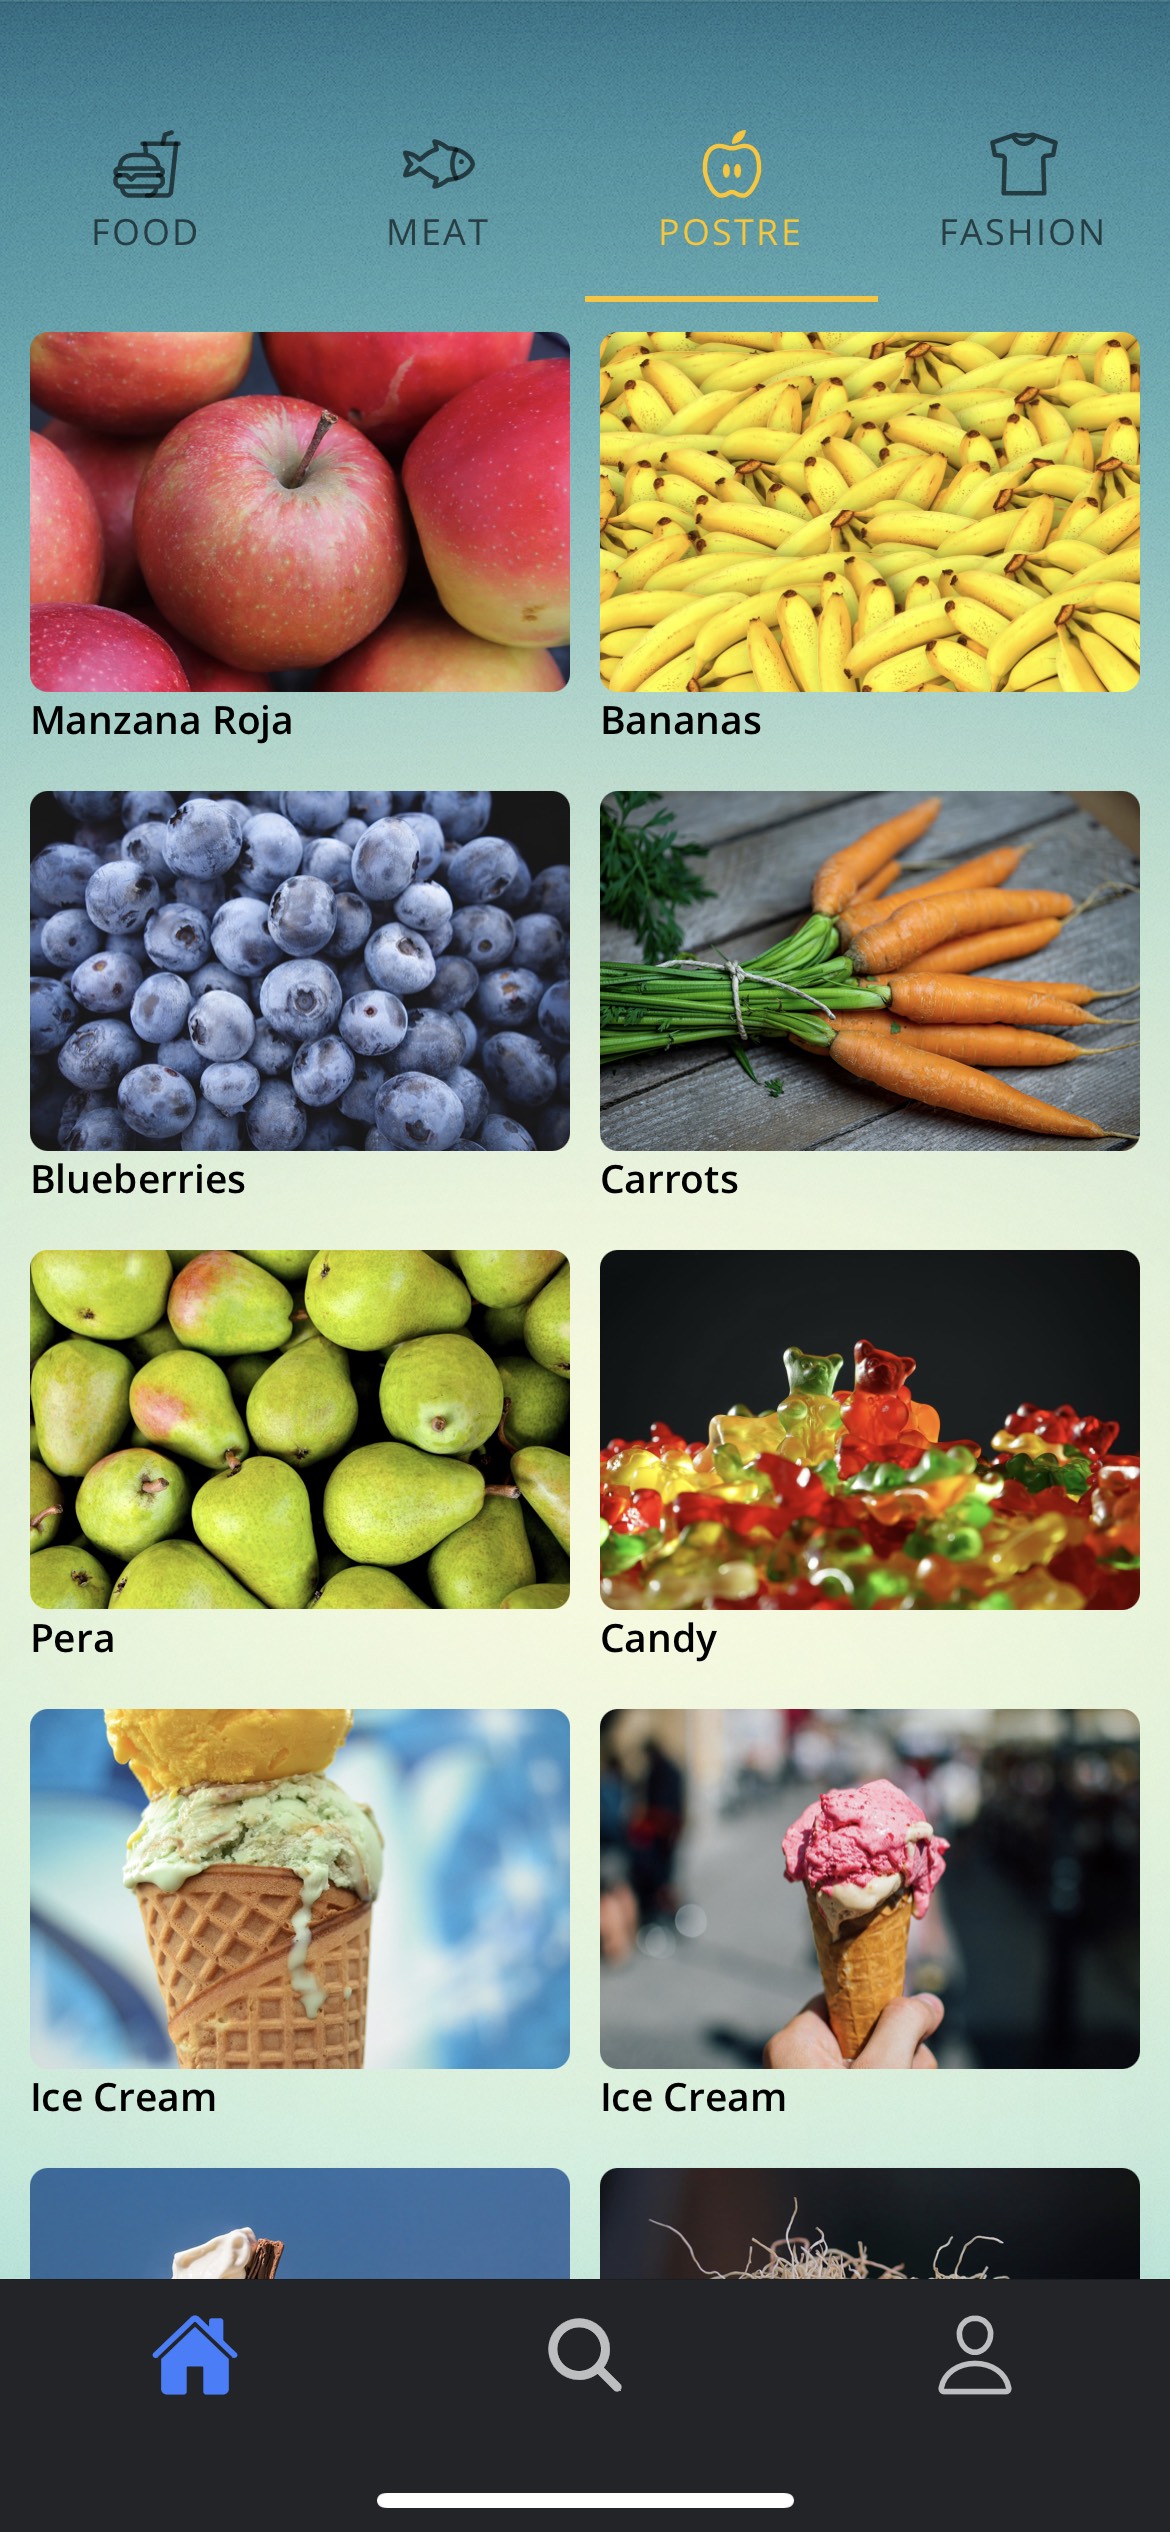 FOOD
MEAT
POSTRE
FASHION
Manzana Roja
Bananas
Blueberries
Carrots
Pera
Candy
Ice Cream
Ice Cream